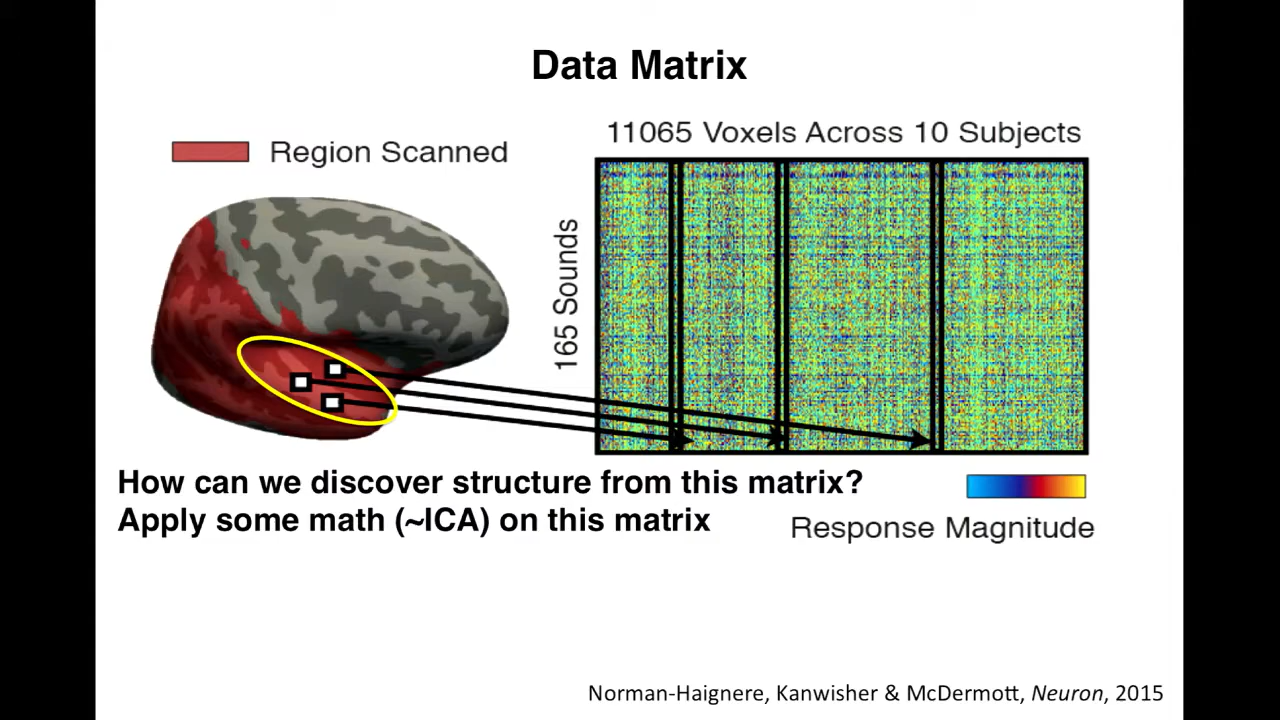 Data Matrix
Region Scanned
11065 Voxels Across 10 Subjects
165 Sounds
How can we discover structure from this matrix?
Apply some math (~ICA) on this matrix
Response Magnitude
Norman-Haignere, Kanwisher & McDermott, Neuron, 2015